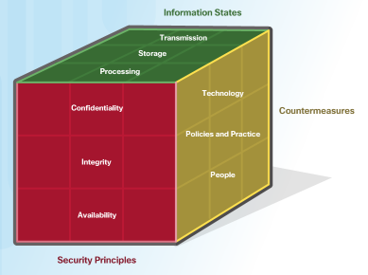 Information States
Transmission
Storage
Processing
Confidentiality
Technology
Countermeasures
Policies and Practice
Integrity
People
Availability
Security Principles